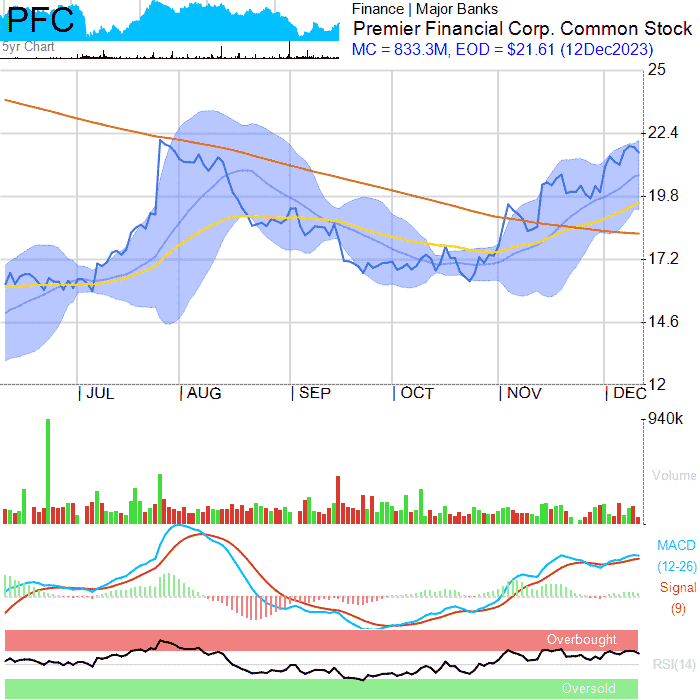 PFC
5yr Chart
Finance | Major Banks
Premier Financial Corp. Common Stock
MC = 833.3M, EOD = $21.61 (12Dec2023)
25
22.4
19.8
17.2
14.6
12
JUL AUG SEP OCT NOV DEC
940k
Volume
MACD
(12-26)
Signal
(9)
Overbought
RSI(14)
Oversold